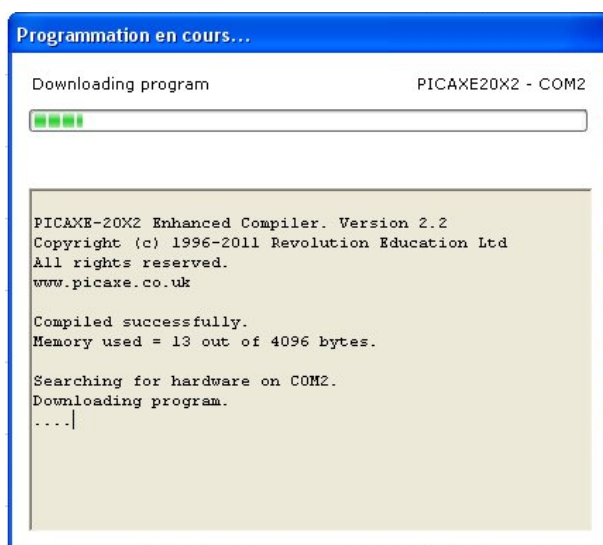 Programmation en cours...
Downloading program PICAXE20X2 - COM2
PICAXE-20X2 Enhanced Compiler. Version 2.2
Copyright (c) 1996-2011 Revolution Education Ltd
All rights reserved.
www.picaxe.co.uk
Compiled successfully.
Memory used = 13 out of 4096 bytes.
Searching for hardware on COM2.
Downloading program.
....